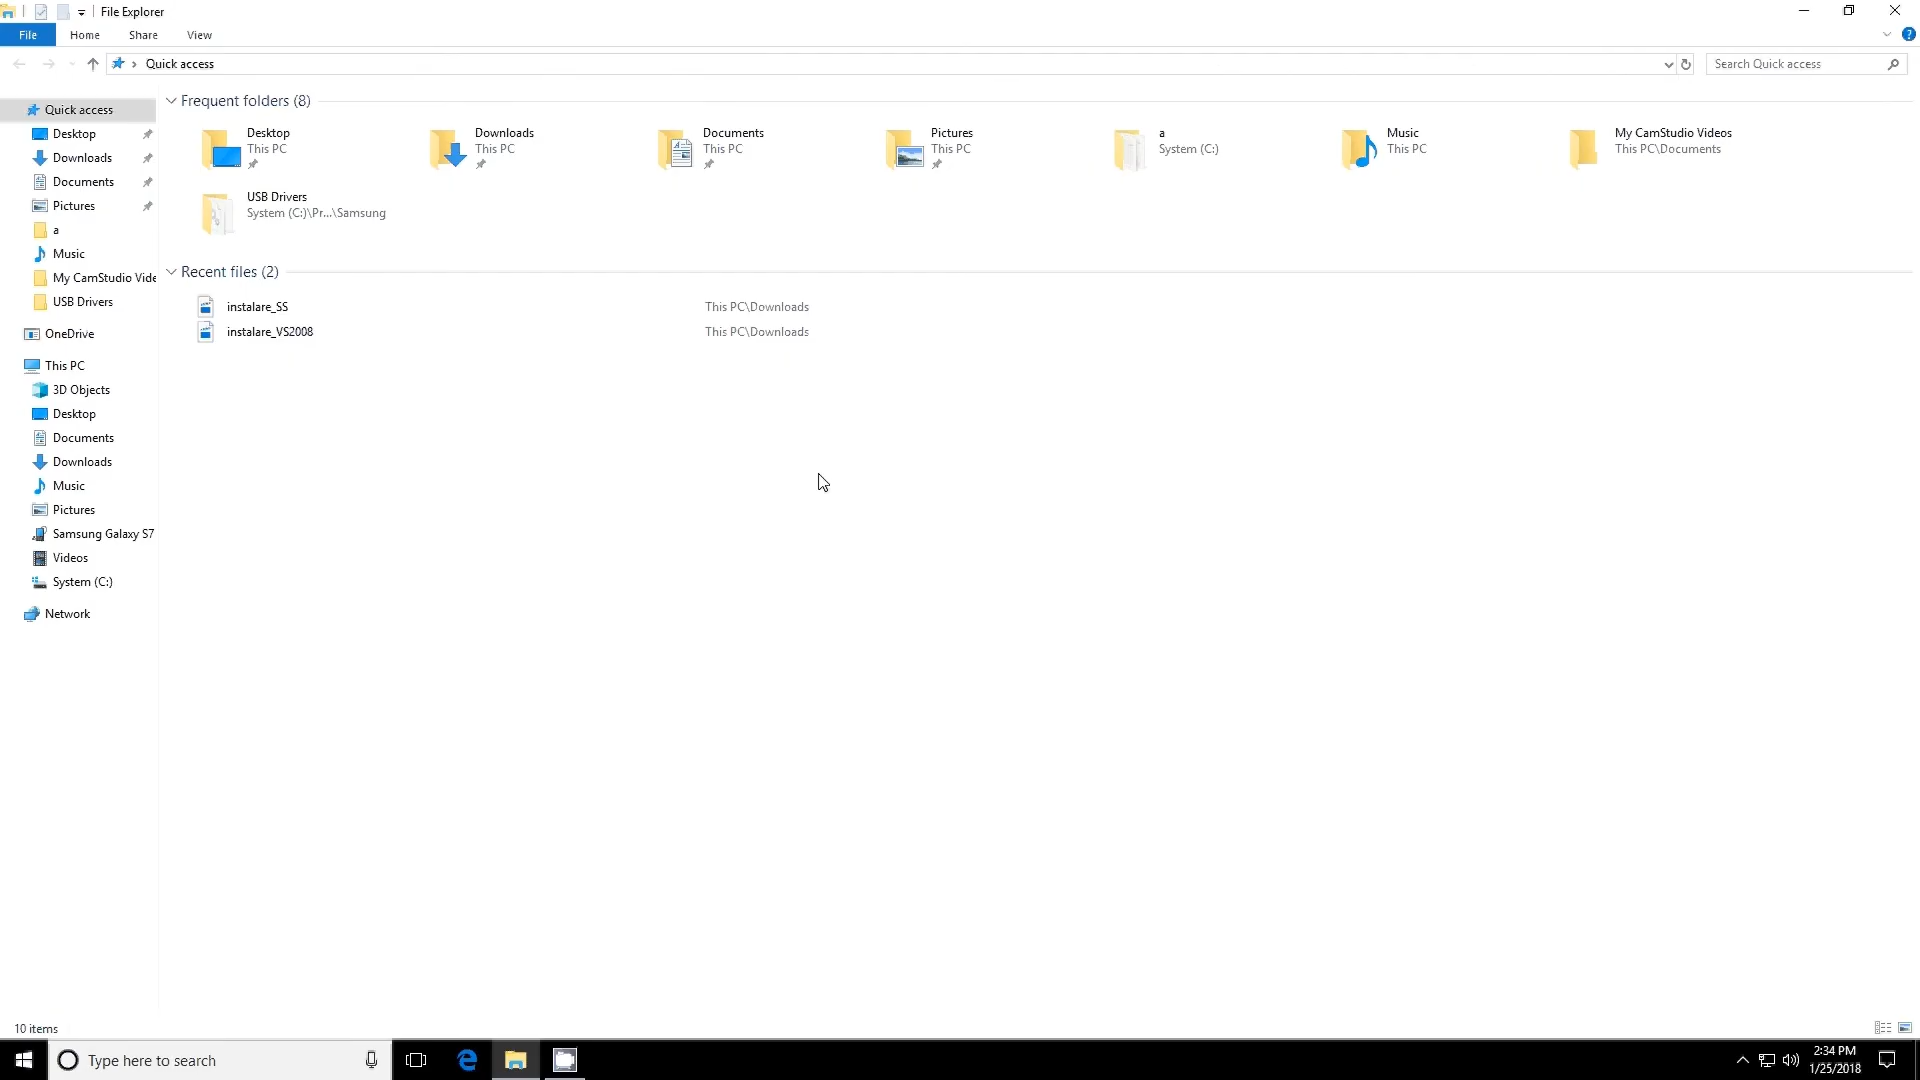 File Explorer
File Home Share View
Quick access
Search Quick access
Quick access
Desktop
Downloads
Documents
Pictures
a
Music
My CamStudio Vide
USB Drivers
OneDrive
This PC
3D Objects
Desktop
Documents
Downloads
Music
Pictures
Samsung Galaxy S7
Videos
System (C:)
Network
Frequent folders (8)
Desktop
This PC
Downloads
This PC
Documents
This PC
Pictures
This PC
a
System (C:)
Music
This PC
My CamStudio Videos
This PC\Documents
USB Drivers
System (C:)\Pr...\Samsung
Recent files (2)
instalare_SS This PC\Downloads
instalare_VS2008 This PC\Downloads
10 items
Type here to search
2:34 PM
1/25/2018